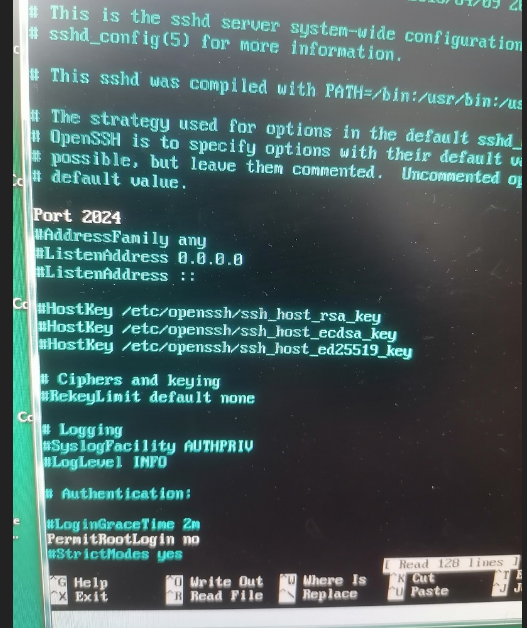 # This is the sshd server system-wide configuration
# sshd_config(5) for more information.
# This sshd was compiled with PATH=/bin:/usr/bin:/us
# The strategy used for options in the default sshd_
# OpenSSH is to specify options with their default va
# possible, but leave them commented.  Uncommented op
# default value.
Port 2024
#AddressFamily any
#ListenAddress 0.0.0.0
#ListenAddress ::
#HostKey /etc/openssh/ssh_host_rsa_key
#HostKey /etc/openssh/ssh_host_ecdsa_key
#HostKey /etc/openssh/ssh_host_ed25519_key
# Ciphers and keying
#RekeyLimit default none
# Logging
#SyslogFacility AUTHPRIV
#LogLevel INFO
# Authentication:
#LoginGraceTime 2m
PermitRootLogin no
#StrictModes yes
[ Read 128 lines ]
^G Help ^O Write Out ^W Where Is ^K Cut ^T
^X Exit ^R Read File ^\ Replace ^U Paste ^J